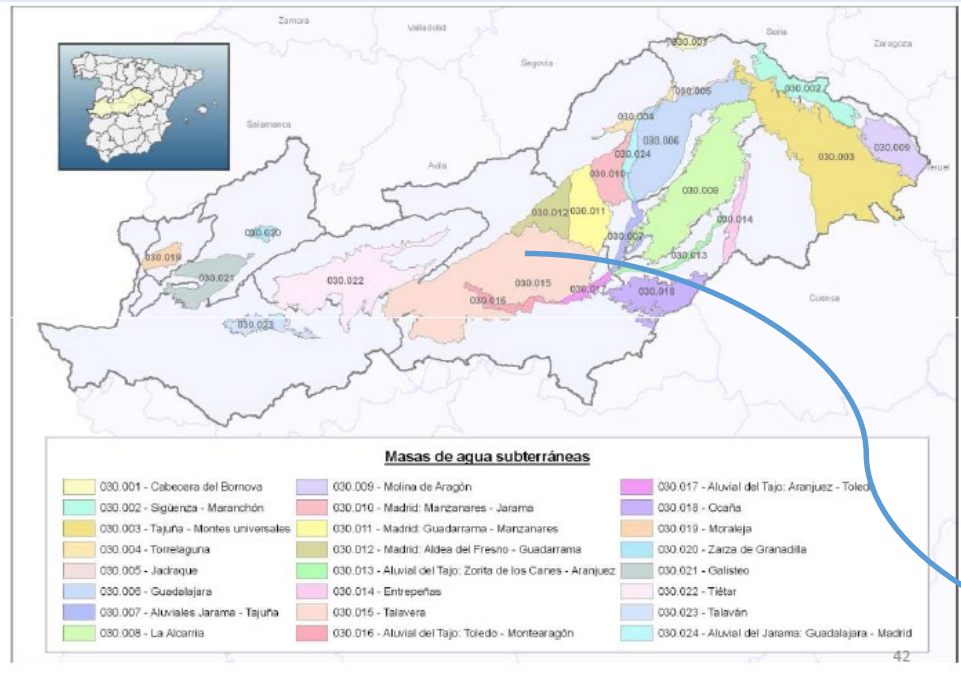 Zamora
Valladolid
Soria
Zaragoza
Segovia
Salamanca
Avila
Cuenca
030.001
030.002
030.005
030.004
030.006
030.024
030.009
030.003
030.010
030.008
030.012
030.011
030.014
030.007
030.013
030.020
030.019
030.021
030.022
030.015
030.017
030.018
030.016
030.023
Masas de agua subterráneas
030.001 - Cabecera del Bornova
030.002 - Sigüenza - Maranchón
030.003 - Tajuña - Montes universales
030.004 - Torrelaguna
030.005 - Jadraque
030.006 - Guadalajara
030.007 - Aluviales Jarama - Tajuña
030.008 - La Alcarria
030.009 - Molina de Aragón
030.010 - Madrid: Manzanares - Jarama
030.011 - Madrid: Guadarrama - Manzanares
030.012 - Madrid: Aldea del Fresno - Guadarrama
030.013 - Aluvial del Tajo: Zorita de los Canes - Aranjuez
030.014 - Entrepeñas
030.015 - Talavera
030.016 - Aluvial del Tajo: Toledo - Montearagón
030.017 - Aluvial del Tajo: Aranjuez - Toledo
030.018 - Ocaña
030.019 - Moraleja
030.020 - Zarza de Granadilla
030.021 - Galisteo
030.022 - Tiétar
030.023 - Talaván
030.024 - Aluvial del Jarama: Guadalajara - Madrid
42